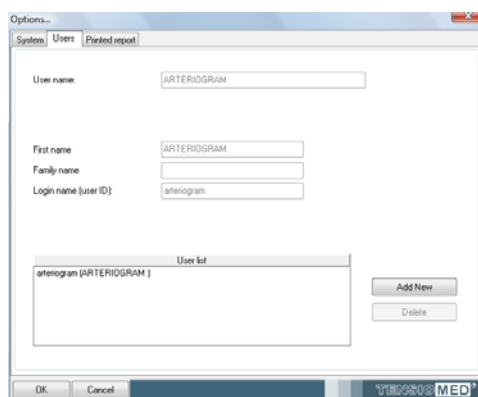 Options...
System Users Printed report
User name: ARTERIOGRAM
First name ARTERIOGRAM
Family name
Login name (user ID): arteriogram
User list
arteriogram (ARTERIOGRAM )
Add New
Delete
OK Cancel TENSIOMED